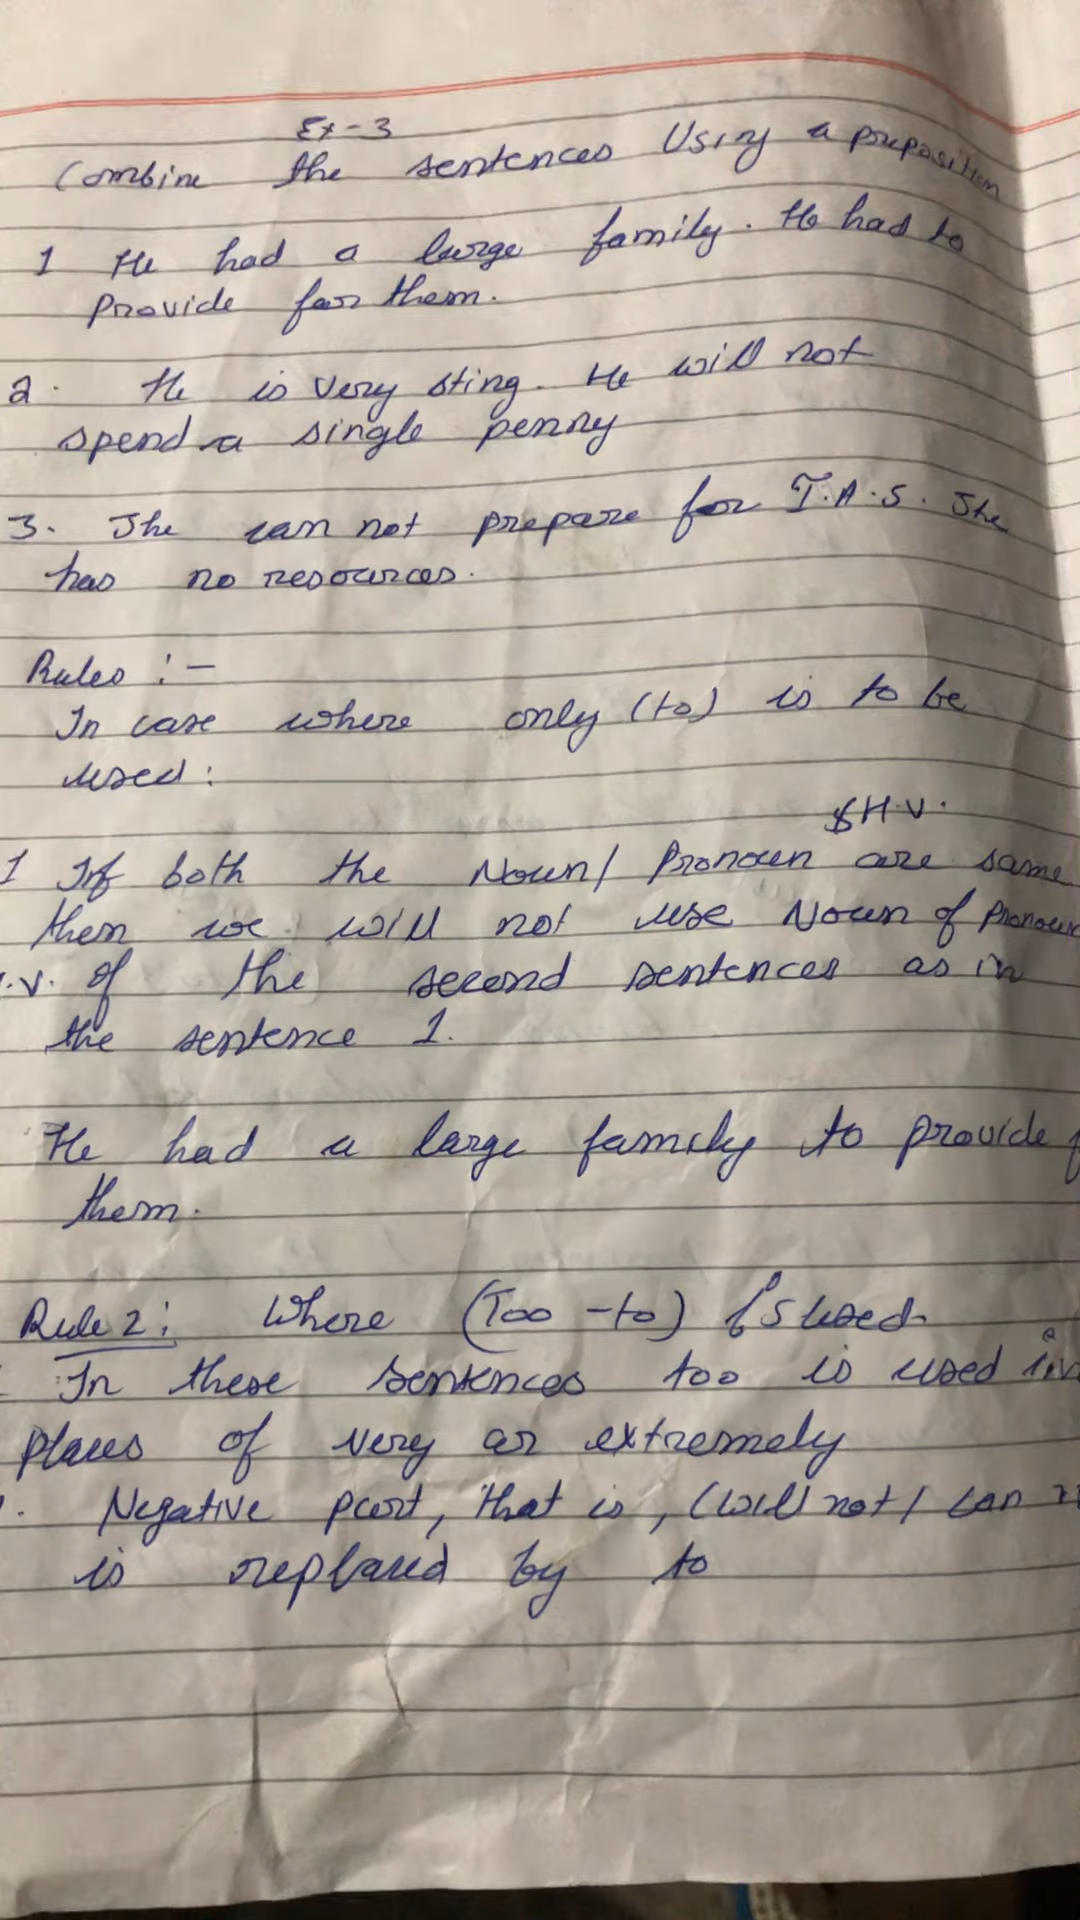 Ex-3
Combine the sentences Using a preposition
1 He had a large family. He had to
provide for them.
2. He is very sting. He will not
spend a single penny
3. She can not prepare for I.A.S. She
has no resources.
Rules :-
In case where only (to) is to be
used:
$H.V.
1 If both the Noun/ Pronoun are same
then we will not use Noun of Pronoun
.v. of the second sentences as in
the sentence 1.
He had a large family to provide f
them.
Rule 2: Where (Too -to) is used
In these sentences too is used in
places of very or extremely
Negative part, that is, (will not/ can n
is replaced by to